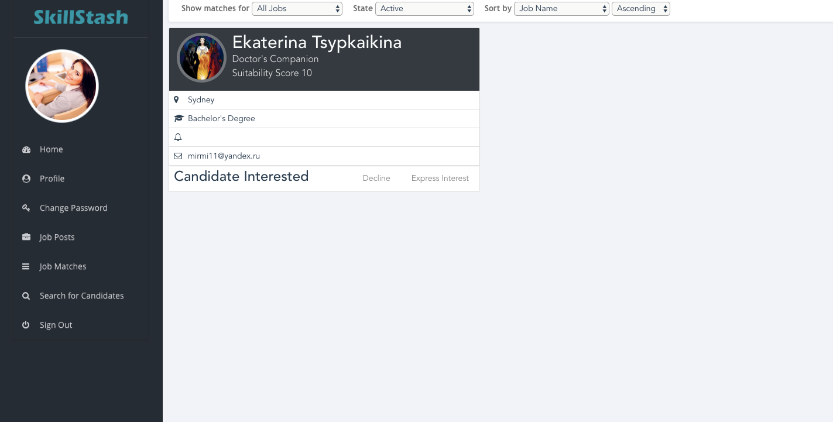 SkillStash
Show matches for All Jobs State Active Sort by Job Name Ascending
Ekaterina Tsypkaikina
Doctor's Companion
Suitability Score 10
Sydney
Bachelor's Degree
mirmi11@yandex.ru
Candidate Interested Decline Express Interest
Home
Profile
Change Password
Job Posts
Job Matches
Search for Candidates
Sign Out